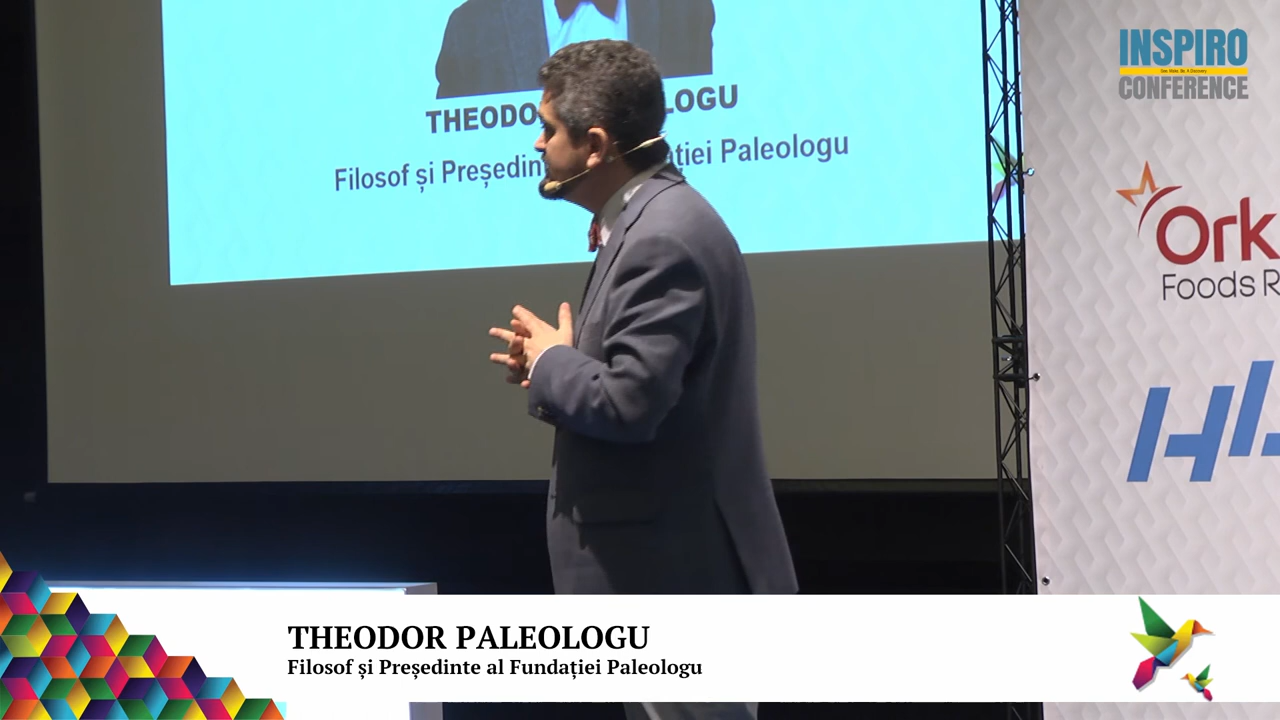 INSPIRO
CONFERENCE
THEODO LOGU
Filosof și Președin ției Paleologu
Ork
Foods R
THEODOR PALEOLOGU
Filosof și Președinte al Fundației Paleologu